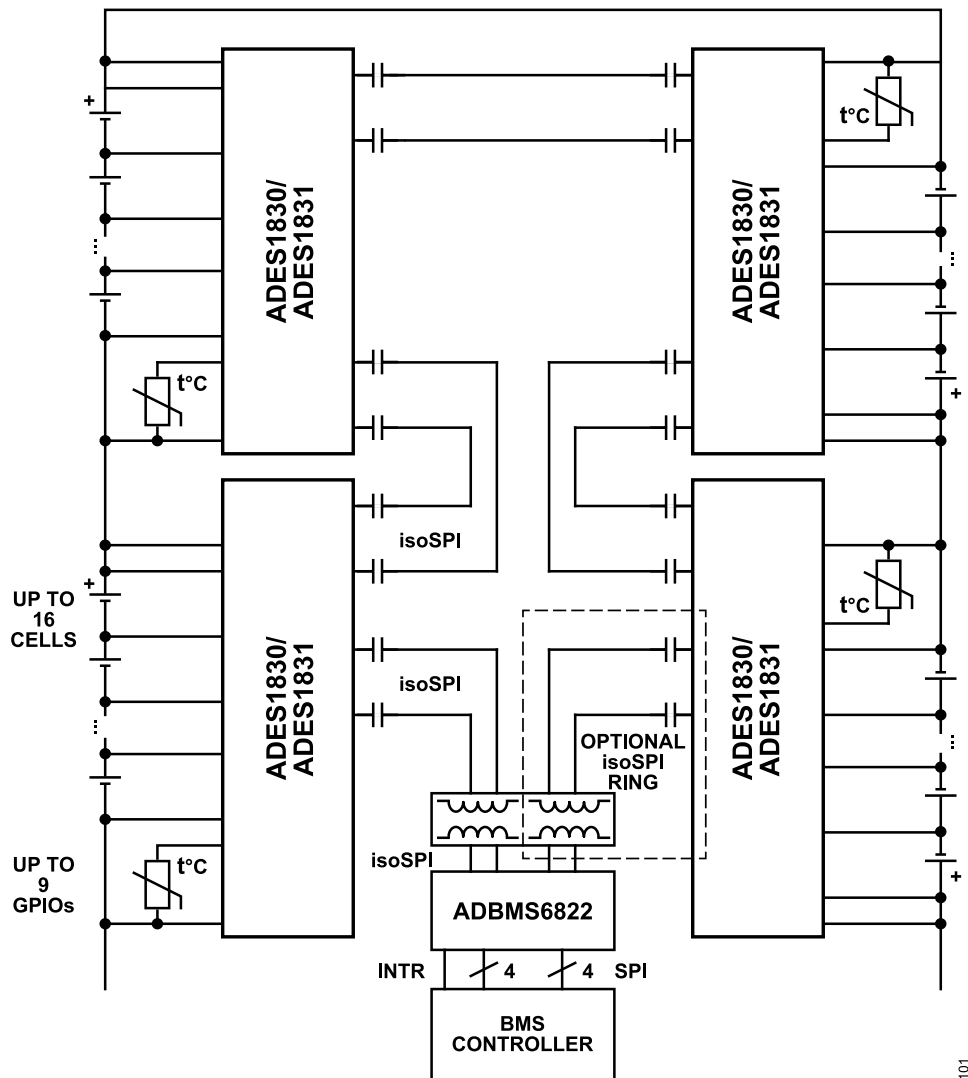 +
t°C
ADES1830/
ADES1831
ADES1830/
ADES1831
...
...
t°C
+
isoSPI
+
UP TO
16
CELLS
t°C
ADES1830/
ADES1831
isoSPI
ADES1830/
ADES1831
...
...
OPTIONAL
isoSPI
RING
isoSPI
UP TO
9
GPIOs
t°C
+
ADBMS6822
INTR
4
4
SPI
BMS
CONTROLLER
101